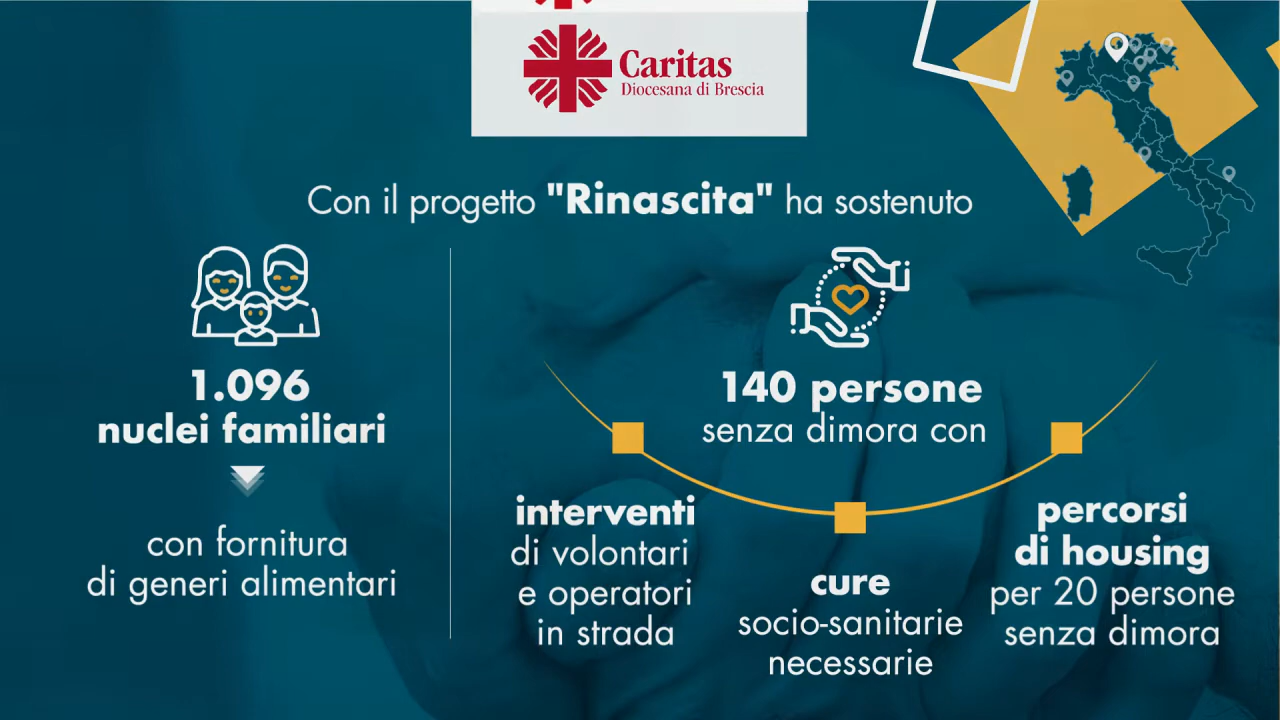 Caritas
Diocesana di Brescia
Con il progetto "Rinascita" ha sostenuto
1.096
nuclei familiari
con fornitura
di generi alimentari
140 persone
senza dimora con
interventi
di volontari
e operatori
in strada
cure
socio-sanitarie
necessarie
percorsi
di housing
per 20 persone
senza dimora